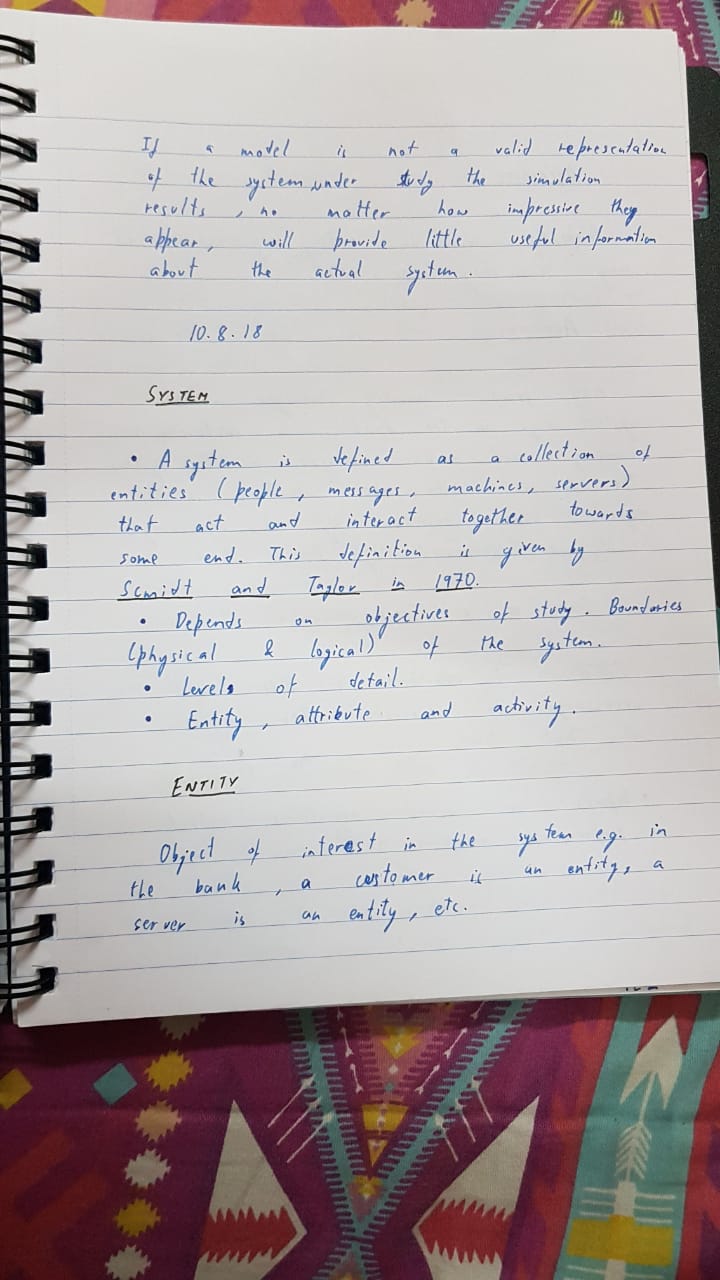 If a model is not a valid representation
of the system under study the simulation
results, no matter how impressive they
appear, will provide little useful information
about the actual system.
10.8.18
SYSTEM
• A system is defined as a collection of
entities (people, messages, machines, servers)
that act and interact together towards
some end. This definition is given by
Scmidt and Taylor in 1970.
• Depends on objectives of study. Boundaries
(physical & logical) of the system.
• Levels of detail.
• Entity, attribute and activity.
ENTITY
Object of interest in the system e.g. in
the bank, a customer is an entity, a
server is an entity, etc.